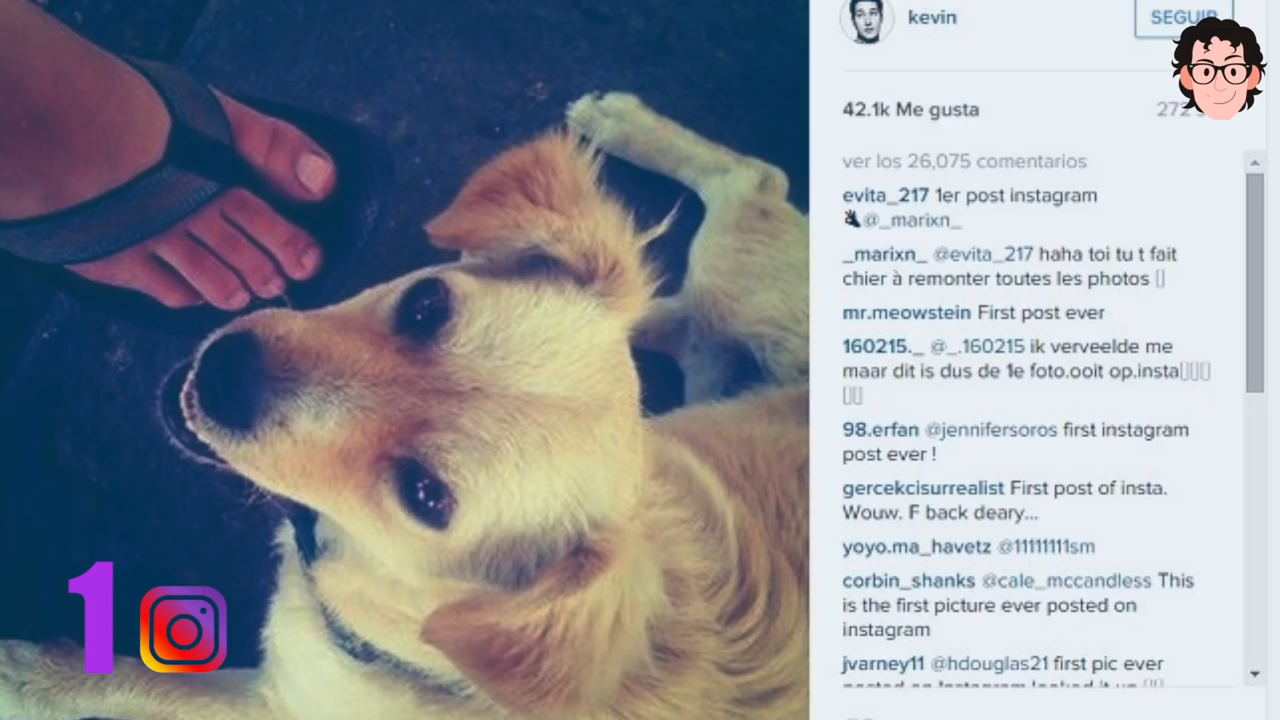 kevin
SEGUIR
42.1k Me gusta
ver los 26,075 comentarios
evita_217 1er post instagram
@_marixn_
_marixn_ @evita_217 haha toi tu t fait
chier à remonter toutes les photos
mr.meowstein First post ever
160215._ @_.160215 ik verveelde me
maar dit is dus de 1e foto.ooit op.insta
98.erfan @jennifersoros first instagram
post ever !
gercekcisurrealist First post of insta.
Wouw. F back deary...
yoyo.ma_havetz @11111111sm
corbin_shanks @cale_mccandless This
is the first picture ever posted on
instagram
jvarney11 @hdouglas21 first pic ever
1